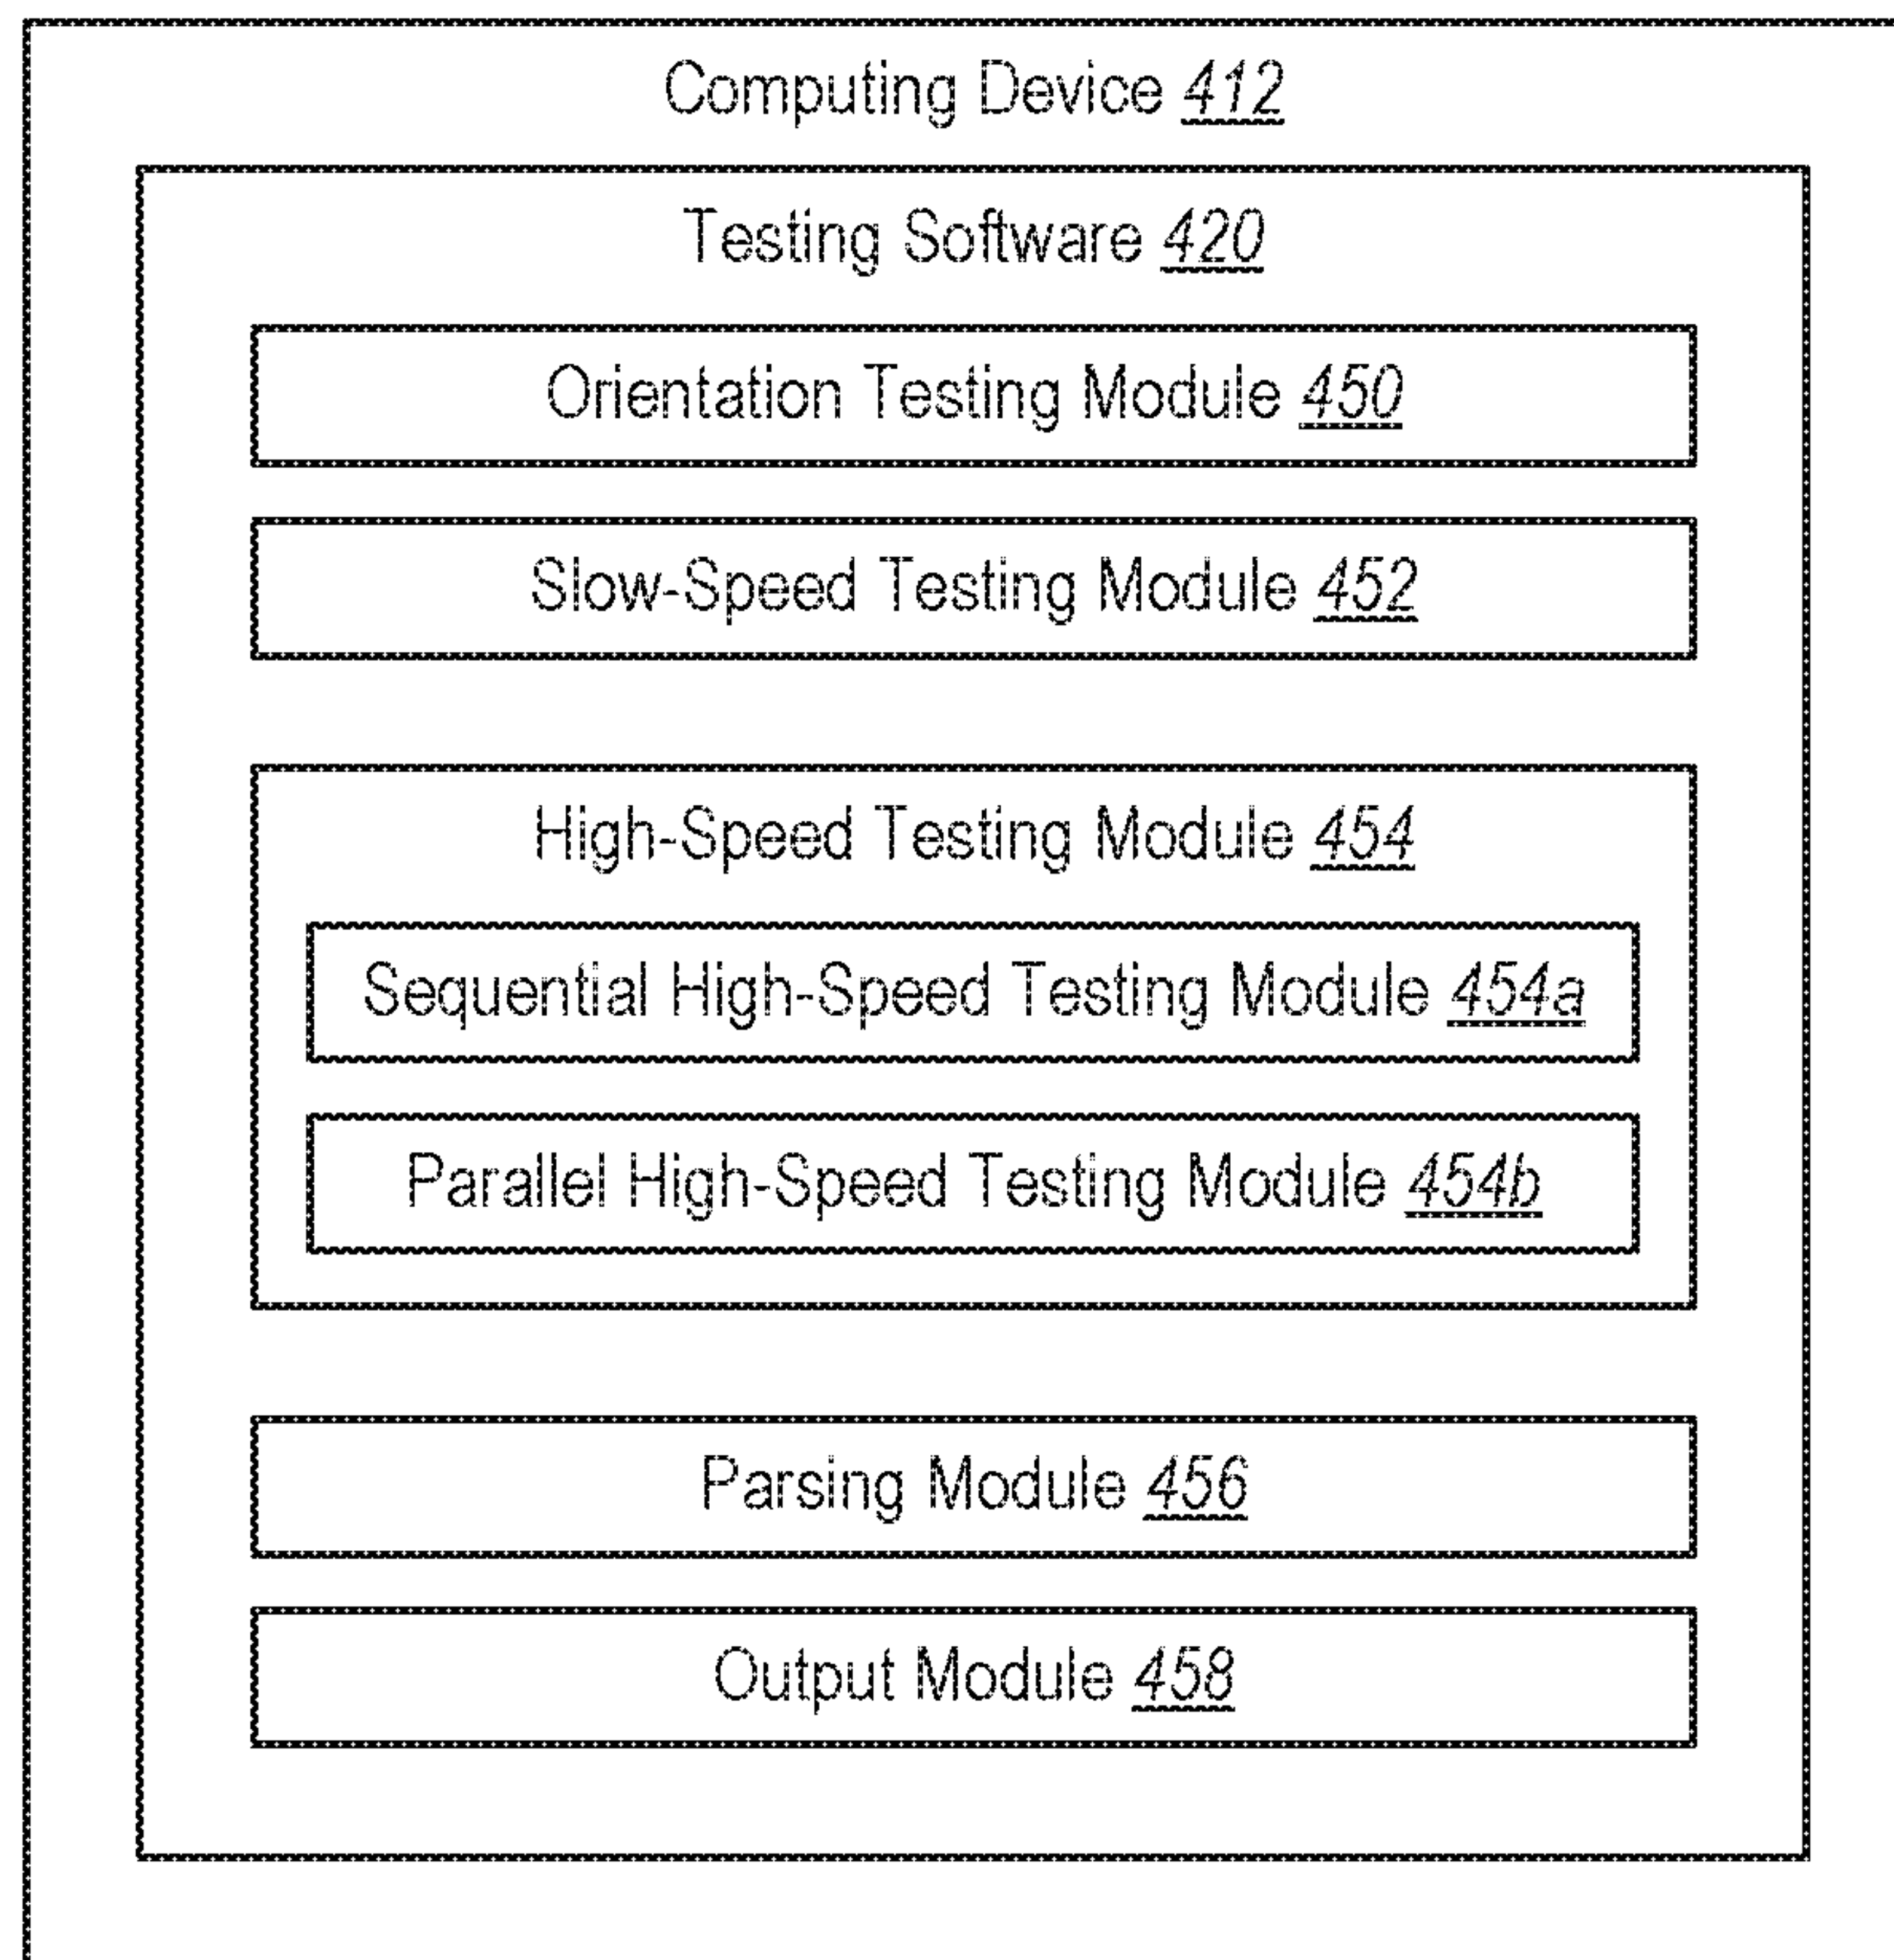 Computing Device 412
Testing Software 420
Orientation Testing Module 450
Slow-Speed Testing Module 452
High-Speed Testing Module 454
Sequential High-Speed Testing Module 454a
Parallel High-Speed Testing Module 454b
Parsing Module 456
Output Module 458